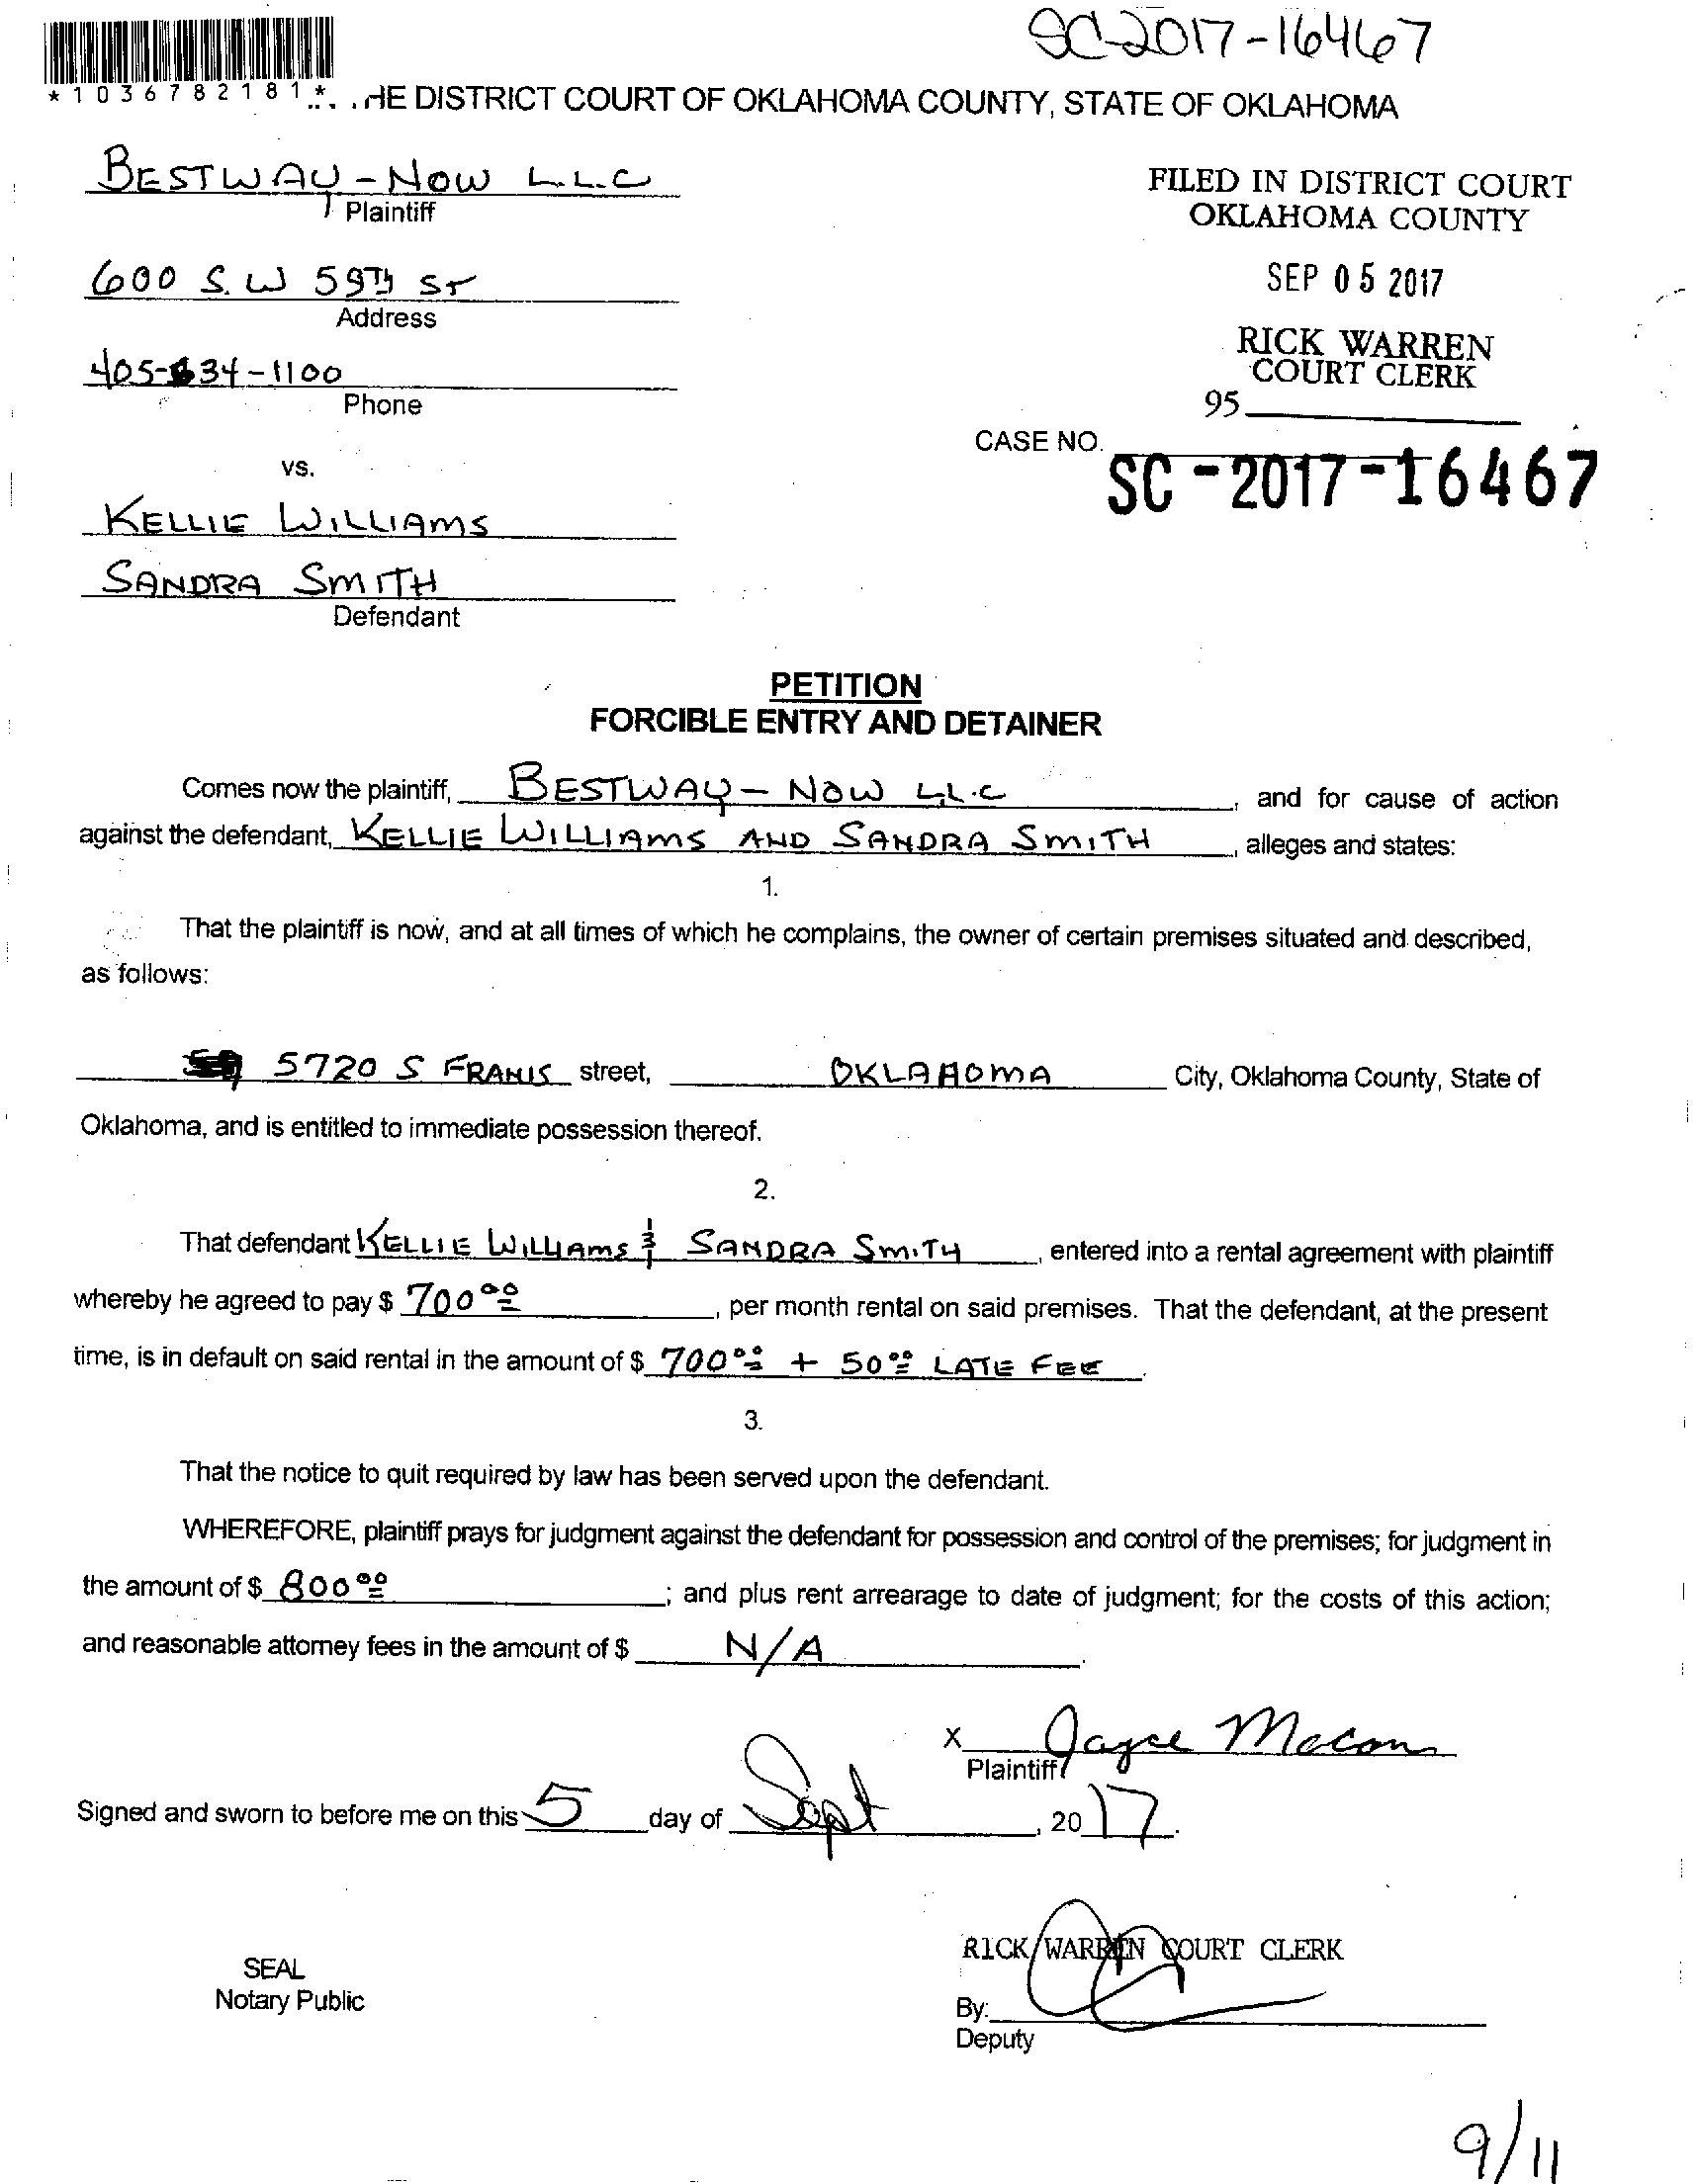 SC-2017-16467
*1036782181*
HE DISTRICT COURT OF OKLAHOMA COUNTY, STATE OF OKLAHOMA
BESTWAY-NOW L.L.C
Plaintiff
FILED IN DISTRICT COURT
OKLAHOMA COUNTY
600 S.W 59TH ST
Address
SEP 05 2017
405-634-1100
Phone
RICK WARREN
COURT CLERK
95
CASE NO. SC-2017-16467
vs.
KELLIE WILLIAMS
SANDRA SMITH
Defendant
PETITION
FORCIBLE ENTRY AND DETAINER
Comes now the plaintiff, BESTWAY-NOW LL.C, and for cause of action
against the defendant, KELLIE WILLIAMS AND SANDRA SMITH, alleges and states:
1.
That the plaintiff is now, and at all times of which he complains, the owner of certain premises situated and described,
as follows:
5720 S FRANIS street, OKLAHOMA City, Oklahoma County, State of
Oklahoma, and is entitled to immediate possession thereof.
2.
That defendant KELLIE WILLIAMS & SANDRA SMITH, entered into a rental agreement with plaintiff
whereby he agreed to pay $ 700.00, per month rental on said premises. That the defendant, at the present
time, is in default on said rental in the amount of $ 700.00 + 50.00 LATE FEE.
3.
That the notice to quit required by law has been served upon the defendant.
WHEREFORE, plaintiff prays for judgment against the defendant for possession and control of the premises; for judgment in
the amount of $ 800.00; and plus rent arrearage to date of judgment; for the costs of this action;
and reasonable attorney fees in the amount of $ N/A.
X Jayce Macon
Plaintiff
Signed and sworn to before me on this 5 day of Sept, 2017.
RICK WARREN COURT CLERK
SEAL
Notary Public
By:
Deputy
9/11